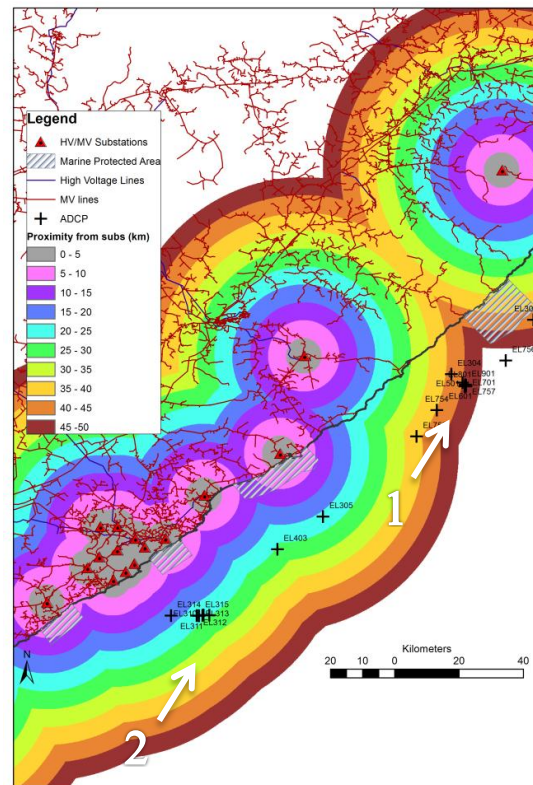 Legend
HV/MV Substations
Marine Protected Area
High Voltage Lines
MV lines
ADCP
Proximity from subs (km)
0 - 5
5 - 10
10 - 15
15 - 20
20 - 25
25 - 30
30 - 35
35 - 40
40 - 45
45 - 50
EL756
EL304
EL901
EL701
EL757
EL754
1
EL305
EL403
EL314
EL315
EL313
EL312
EL311
N
Kilometers
20 10 0 20 40
2